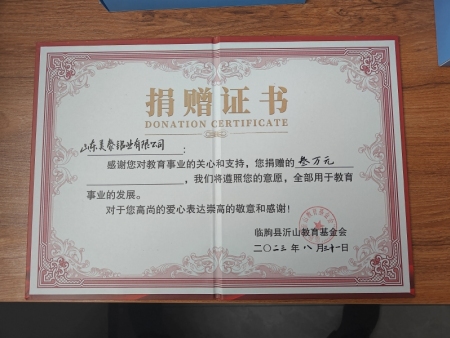 捐赠证书
DONATION CERTIFICATE
山东美馨铝业有限公司：
感谢您对教育事业的关心和支持，您捐赠的 叁万元
，我们将遵照您的意愿，全部用于教育
事业的发展。
对于您高尚的爱心表达崇高的敬意和感谢！
临朐县沂山教育基金会
二〇二三年 八 月三十一日